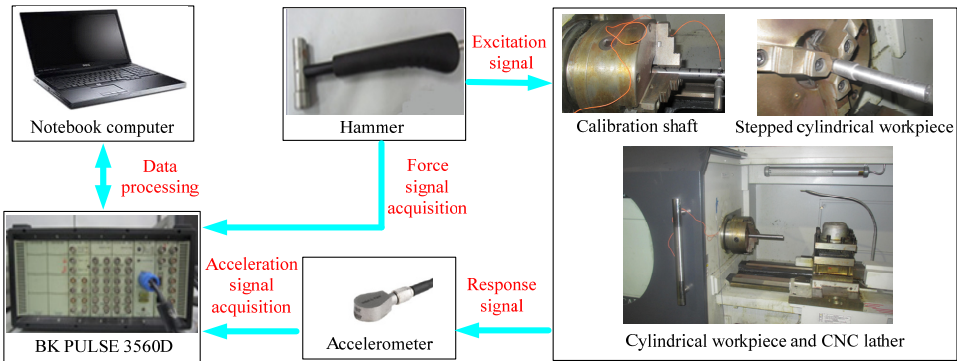 Notebook computer
Hammer
Excitation
signal
Calibration shaft
Stepped cylindrical workpiece
Data
processing
Force
signal
acquisition
BK PULSE 3560D
Acceleration
signal
acquisition
Accelerometer
Response
signal
Cylindrical workpiece and CNC lather